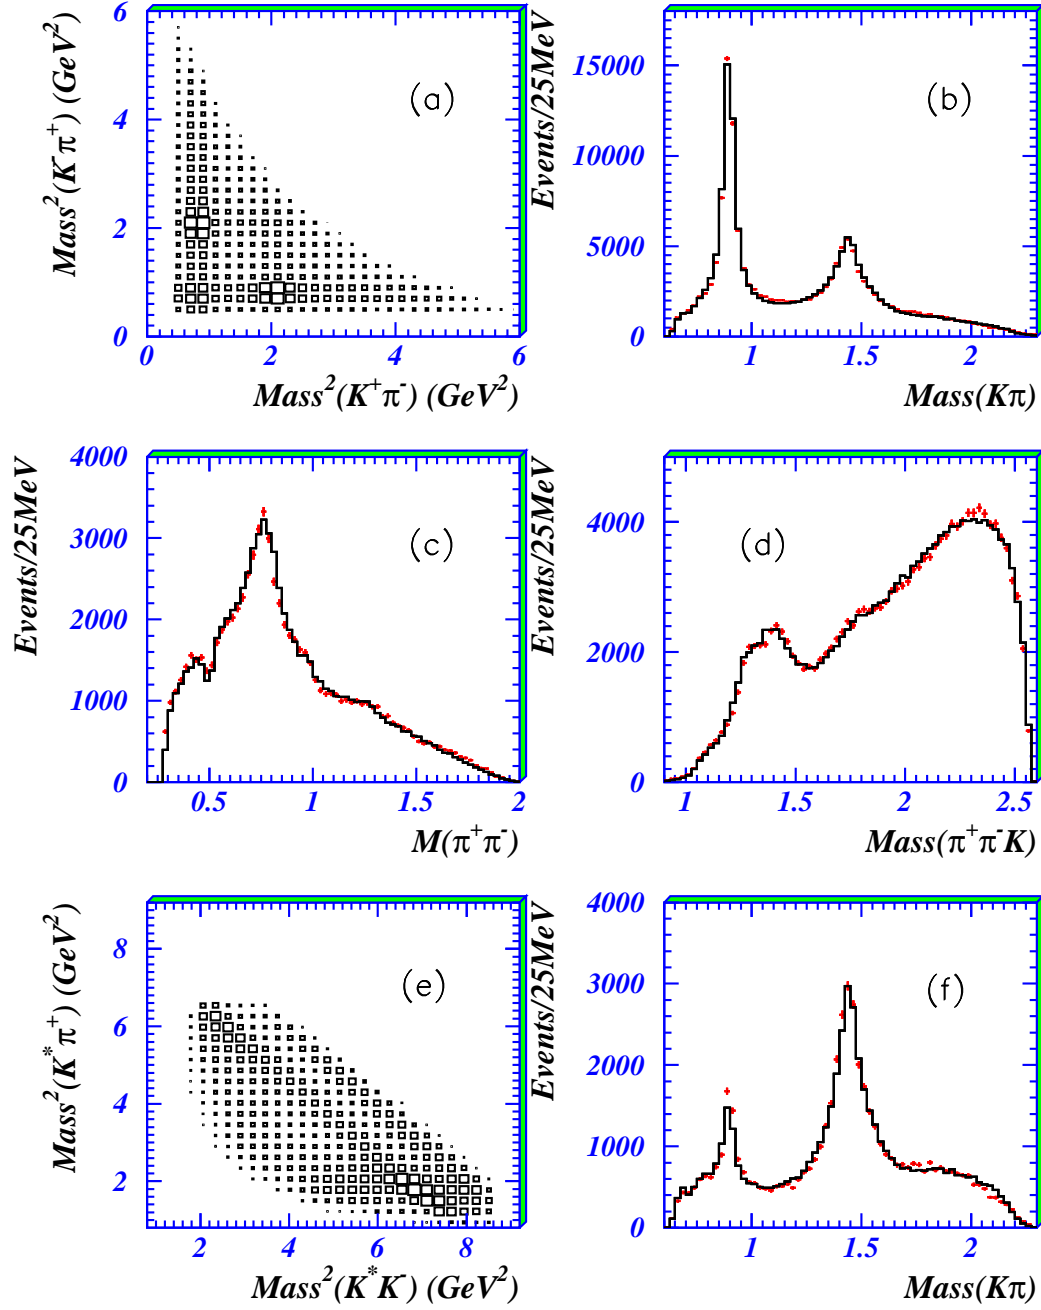 Mass²(K⁻π⁺) (GeV²)
6
4
2
0
(a)
0 2 4 6
Mass²(K⁺π⁻) (GeV²)
Events/25MeV
15000
10000
5000
0
(b)
1 1.5 2
Mass(Kπ)
Events/25MeV
4000
3000
2000
1000
0
(c)
0.5 1 1.5 2
M(π⁺π⁻)
Events/25MeV
4000
2000
0
(d)
1 1.5 2 2.5
Mass(π⁺π⁻K)
Mass²(K*π⁺) (GeV²)
8
6
4
2
(e)
2 4 6 8
Mass²(K*K⁻) (GeV²)
Events/25MeV
4000
3000
2000
1000
0
(f)
1 1.5 2
Mass(Kπ)